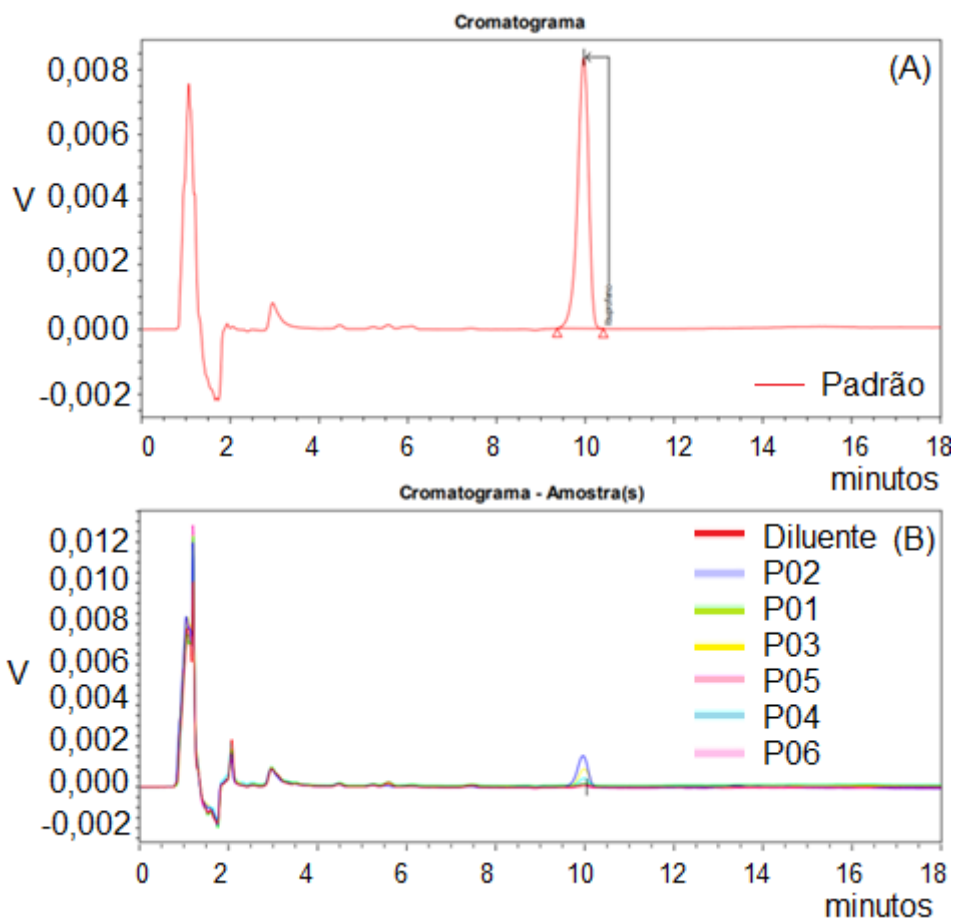 Cromatograma
(A)
0,008
0,006
0,004
V
0,002
0,000
-0,002
Ibuprofeno
Padrão
0 2 4 6 8 10 12 14 16 18
minutos
Cromatograma - Amostra(s)
(B)
0,012
0,010
0,008
0,006
V
0,004
0,002
0,000
-0,002
Diluente
P02
P01
P03
P05
P04
P06
0 2 4 6 8 10 12 14 16 18
minutos